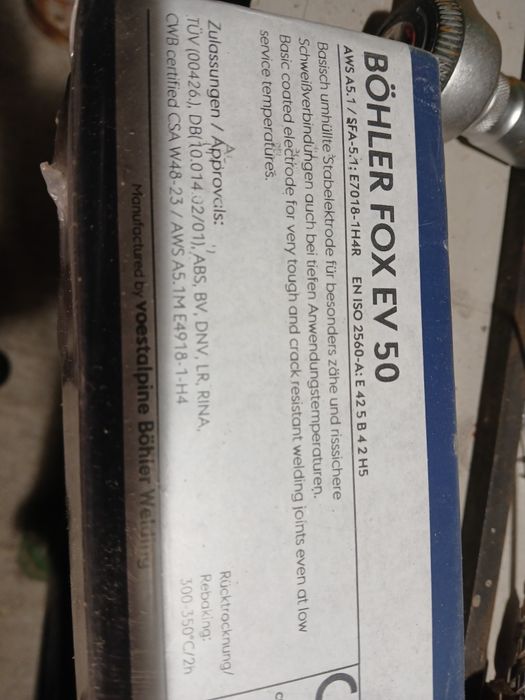 BÖHLER FOX EV 50
AWS A5.1 / SFA-5.1: E7018-1H4R EN ISO 2560-A: E 42 5 B 4 2 H5
Basisch umhüllte Stabelektrode für besonders zähe und risssichere
Schweißverbindungen auch bei tiefen Anwendungstemperaturen.
Basic coated electrode for very tough and crack resistant welding joints even at low
service temperatures.
Zulassungen / Approvals:
TÜV (00426.), DB(10.014.02/01), ABS, BV, DNV, LR, RINA,
CWB certified CSA W48-23 / AWS A5.1M E4918-1-H4
Rücktrocknung/
Rebaking:
300-350°C/2h
Manufactured by voestalpine Böhler Welding